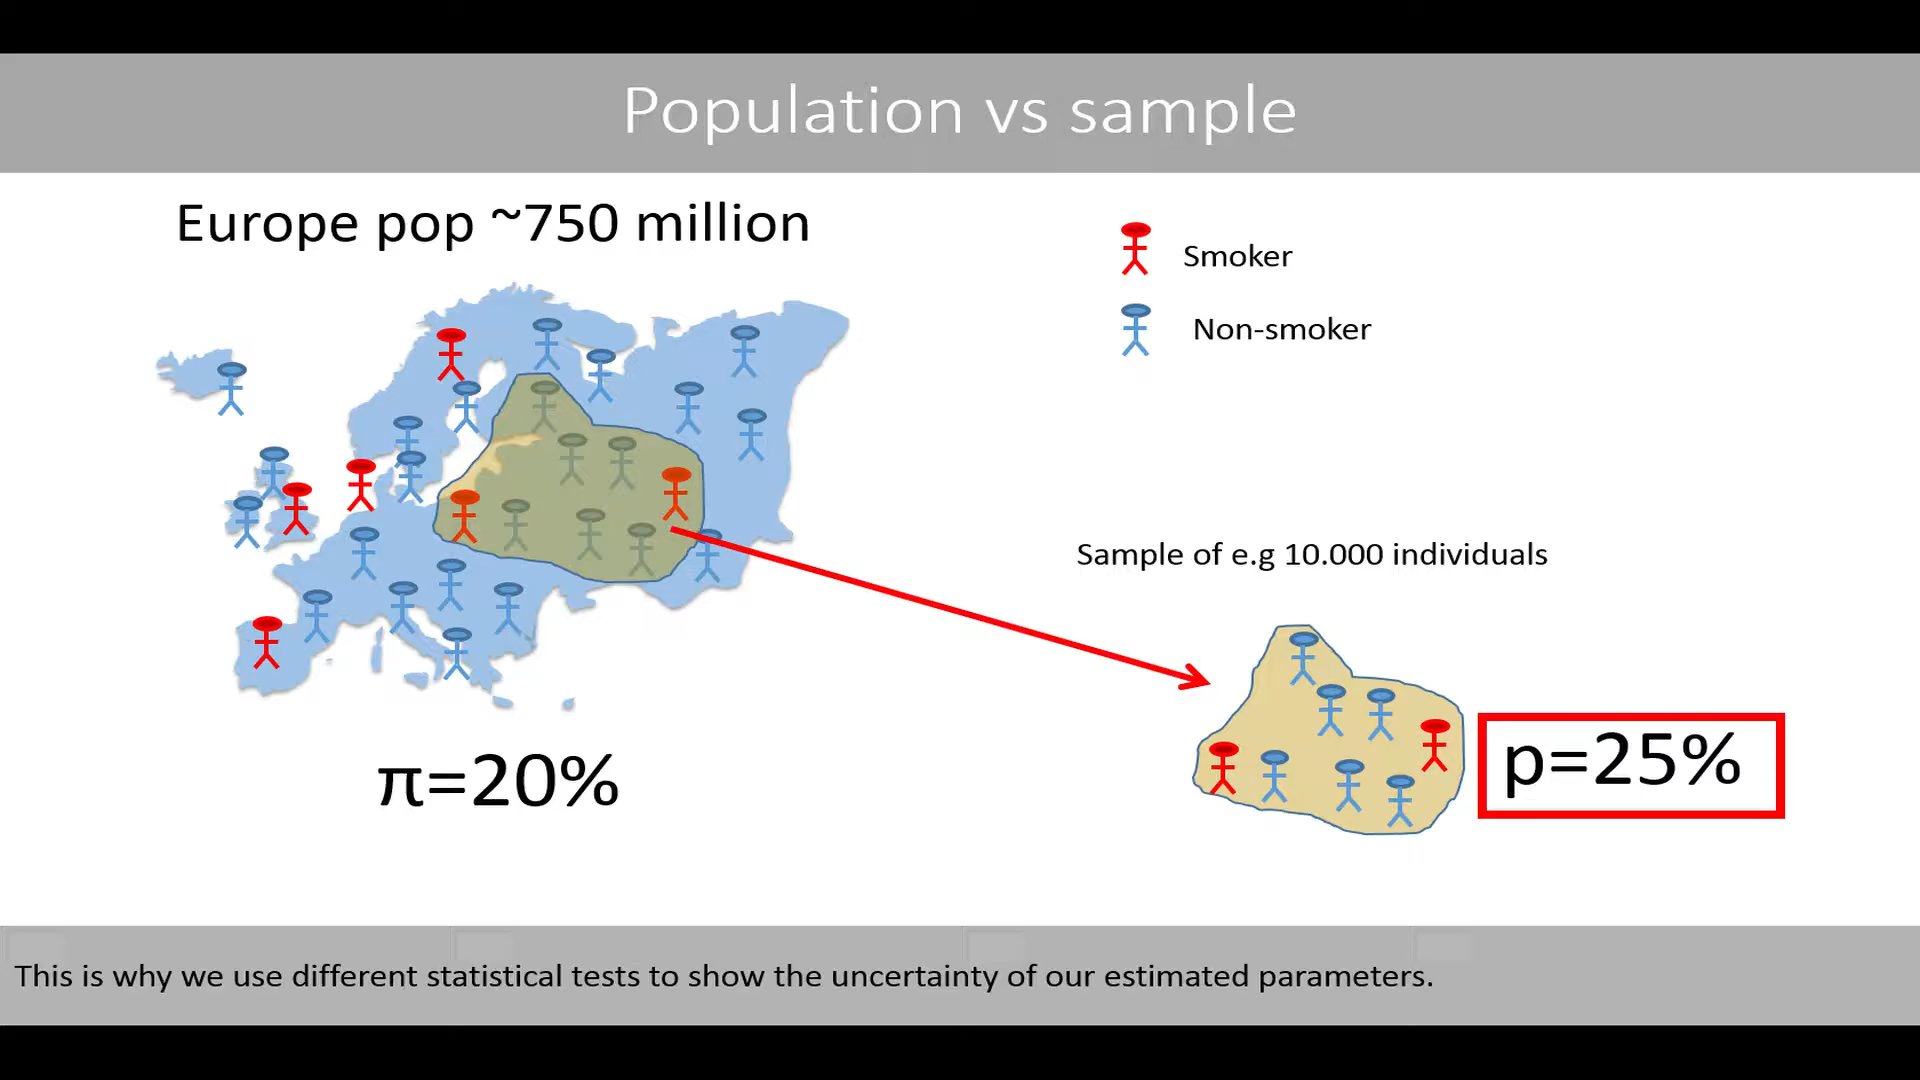 Population vs sample
Europe pop ~750 million
Smoker
Non-smoker
Sample of e.g 10.000 individuals
π=20%
p=25%
This is why we use different statistical tests to show the uncertainty of our estimated parameters.